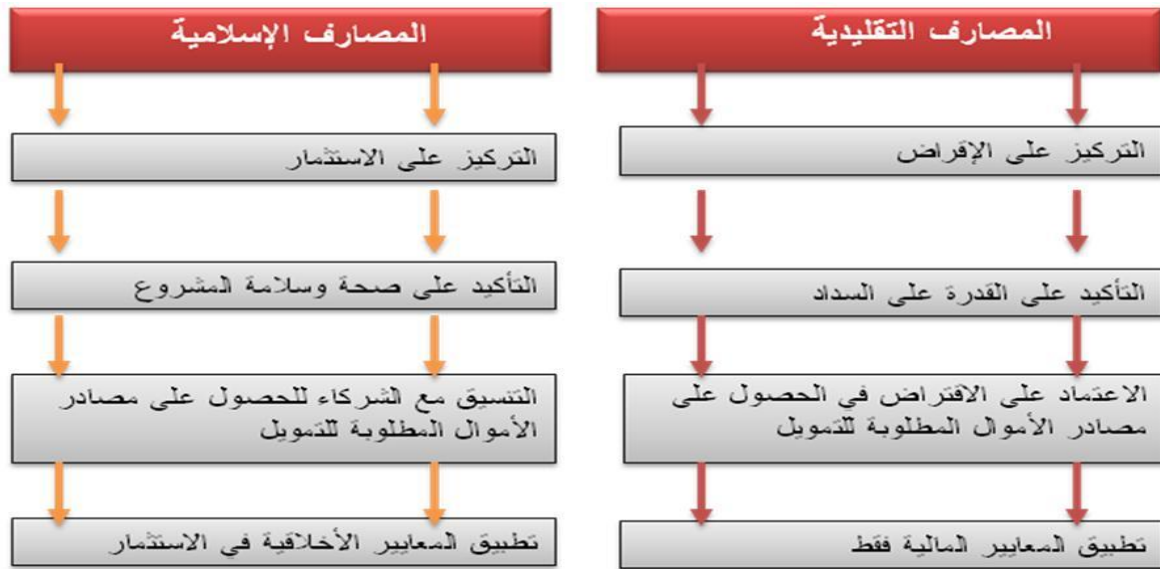 المصارف التقليدية
التركيز على الإقراض
التأكيد على القدرة على السداد
الاعتماد على الاقتراض في الحصول على
مصادر الأموال المطلوبة للتمويل
تطبيق المعايير المالية فقط
المصارف الإسلامية
التركيز على الاستثمار
التأكيد على صحة وسلامة المشروع
التنسيق مع الشركاء للحصول على مصادر
الأموال المطلوبة للتمويل
تطبيق المعايير الأخلاقية في الاستثمار